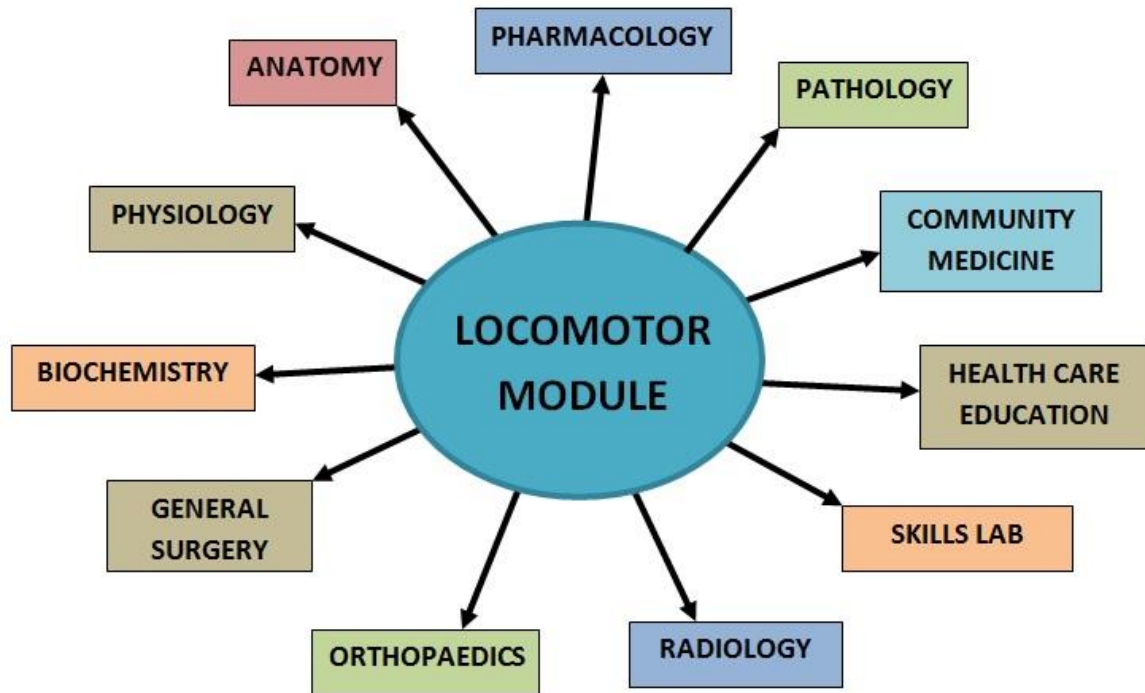 PHARMACOLOGY
ANATOMY
PATHOLOGY
PHYSIOLOGY
COMMUNITY
MEDICINE
LOCOMOTOR
MODULE
BIOCHEMISTRY
HEALTH CARE
EDUCATION
GENERAL
SURGERY
SKILLS LAB
ORTHOPAEDICS
RADIOLOGY